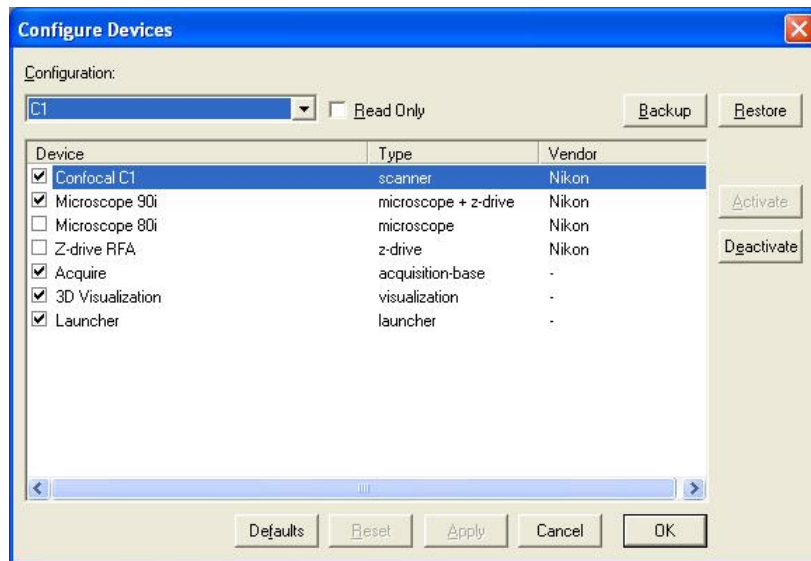 Configure Devices
Configuration:
C1 Read Only Backup Restore
Device Type Vendor
Confocal C1 scanner Nikon
Microscope 90i microscope + z-drive Nikon
Microscope 80i microscope Nikon
Z-drive RFA z-drive Nikon
Acquire acquisition-base -
3D Visualization visualization -
Launcher launcher -
Activate
Deactivate
Defaults Reset Apply Cancel OK